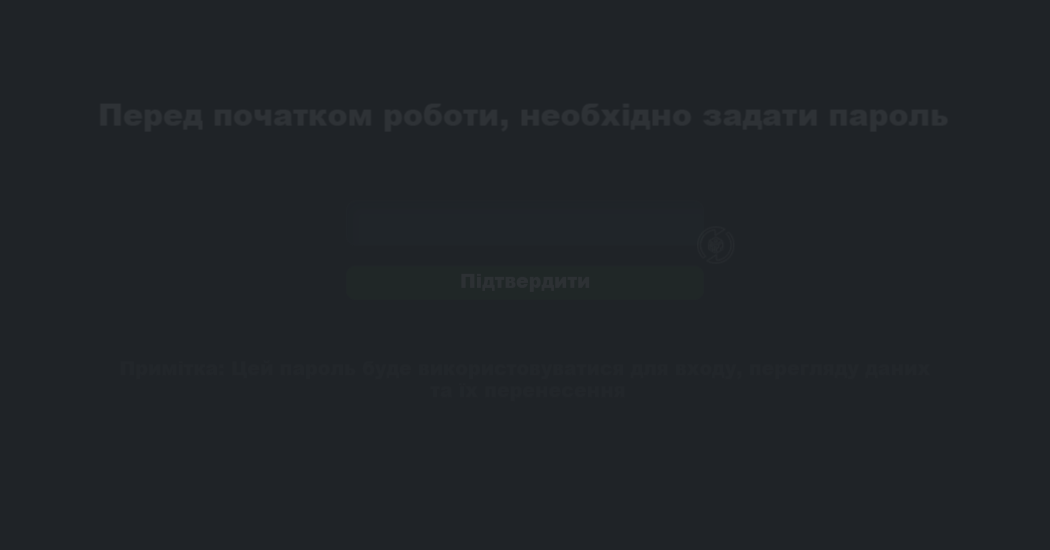 Перед початком роботи, необхідно задати пароль
Підтвердити
Примітка: Цей пароль буде використовуватися для входу, перегляду даних
та їх перенесення